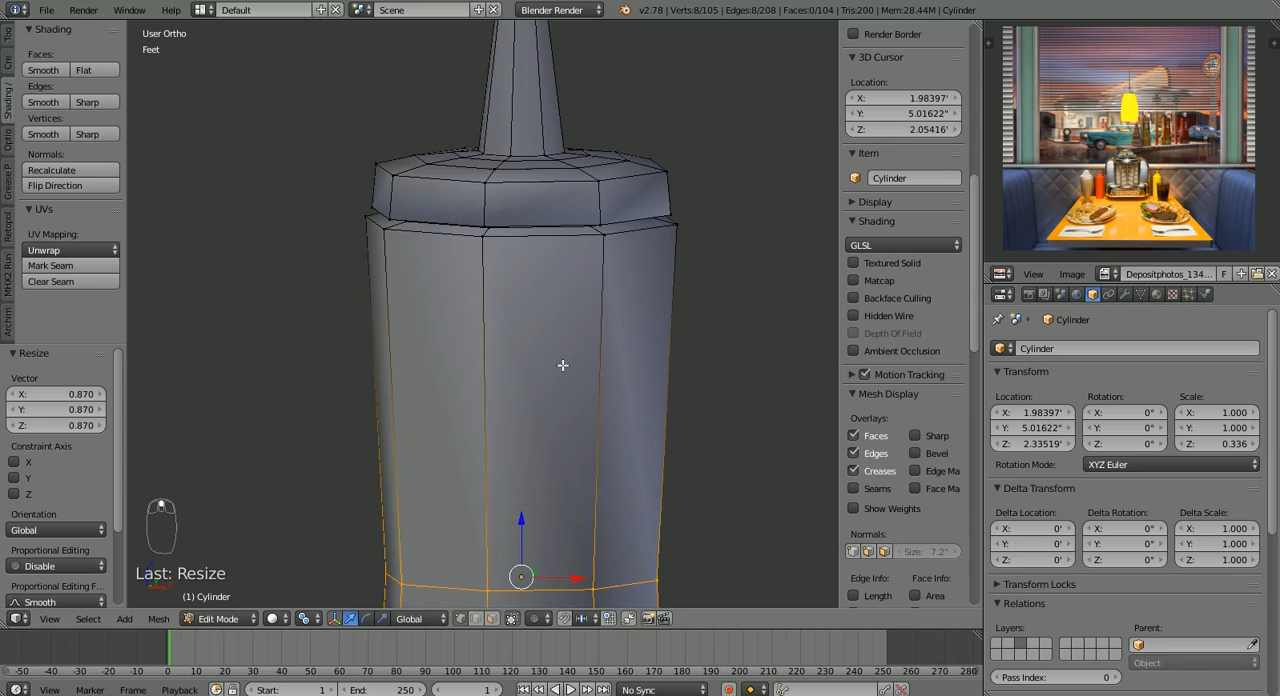 File Render Window Help Default Scene Blender Render v2.78 | Verts:8/105 | Edges:8/208 | Faces:0/104 | Tris:200 | Mem:28.44M | Cylinder
Shading
Faces:
Smooth Flat
Edges:
Smooth Sharp
Vertices:
Smooth Sharp
Normals:
Recalculate
Flip Direction
UVs
UV Mapping:
Unwrap
Mark Seam
Clear Seam
Too
Cre
Shading /
Optio
Grease P
Retopol
MHX2 Run
Archim
Resize
Vector
X: 0.870
Y: 0.870
Z: 0.870
Constraint Axis
X
Y
Z
Orientation
Global
Proportional Editing
Disable
Proportional Editing F...
Smooth
User Ortho
Feet
Last: Resize
(1) Cylinder
View Select Add Mesh Edit Mode Global
Render Border
3D Cursor
Location:
X: 1.98397'
Y: 5.01622"
Z: 2.05416'
Item
Cylinder
Display
Shading
GLSL
Textured Solid
Matcap
Backface Culling
Hidden Wire
Depth Of Field
Ambient Occlusion
Motion Tracking
Mesh Display
Overlays:
Faces Sharp
Edges Bevel
Creases Edge Ma
Seams Face Ma
Show Weights
Normals:
Size: 7.2"
Edge Info: Face Info:
Length Area
View Image Depositphotos_134... F
Cylinder
Cylinder
Transform
Location: Rotation: Scale:
X: 1.98397' X: 0° X: 1.000
Y: 5.01622" Y: 0° Y: 1.000
Z: 2.33519' Z: 0° Z: 0.336
Rotation Mode: XYZ Euler
Delta Transform
Delta Location: Delta Rotation: Delta Scale:
X: 0' X: 0° X: 1.000
Y: 0' Y: 0° Y: 1.000
Z: 0' Z: 0° Z: 1.000
Transform Locks
Relations
Layers: Parent:
Object
Pass Index: 0
-50 -40 -30 -20 -10 0 10 20 30 40 50 60 70 80 90 100 110 120 130 140 150 160 170 180 190 200 210 220 230 240 250 260 270 280
View Marker Frame Playback Start: 1 End: 250 1 No Sync